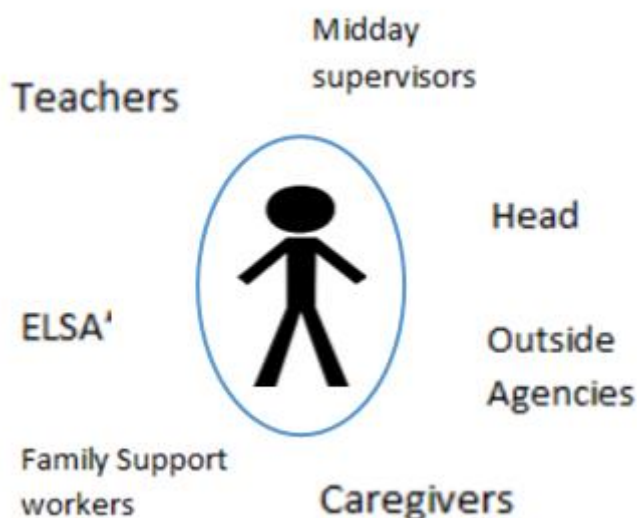 Midday
supervisors
Teachers
Head
ELSA'
Outside
Agencies
Family Support
workers
Caregivers